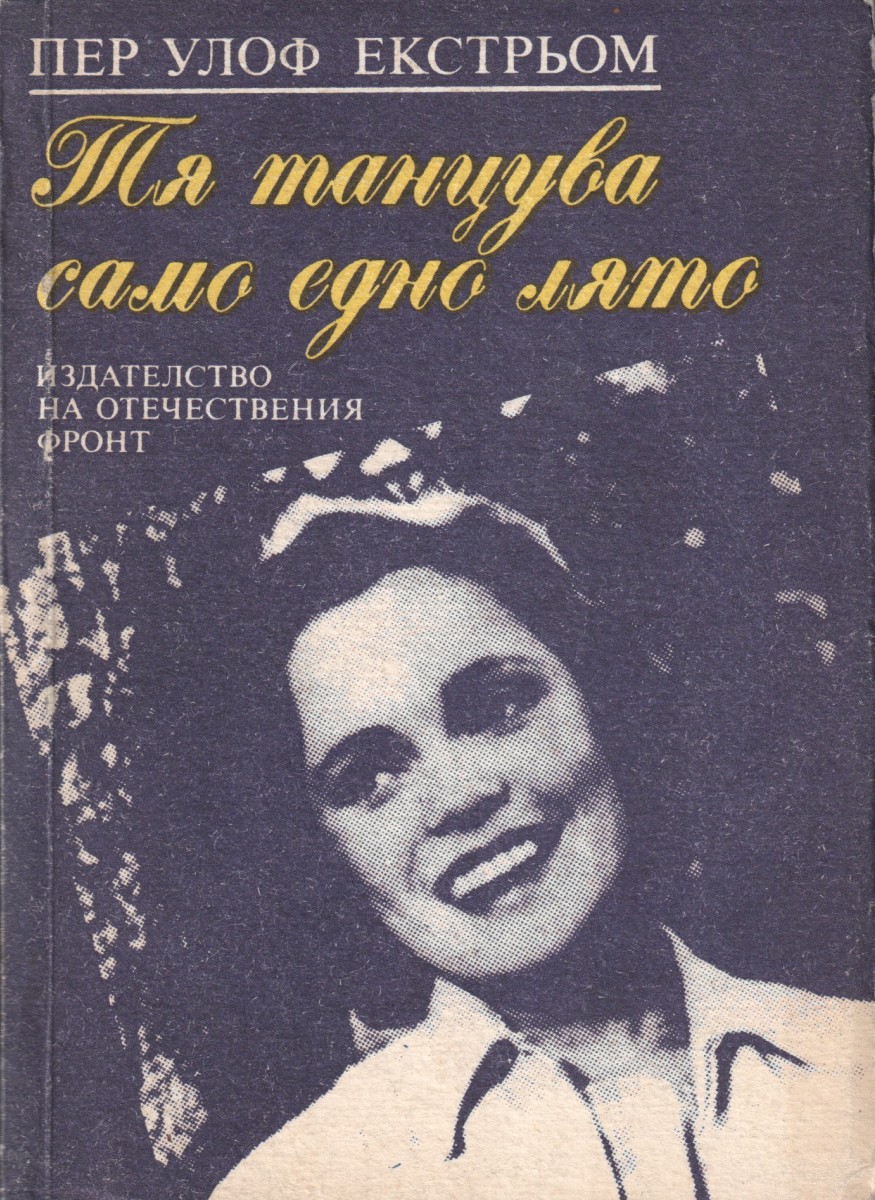 ПЕР УЛОФ ЕКСТРЬОМ
Тя танцува
само едно лято
ИЗДАТЕЛСТВО
НА ОТЕЧЕСТВЕНИЯ
ФРОНТ